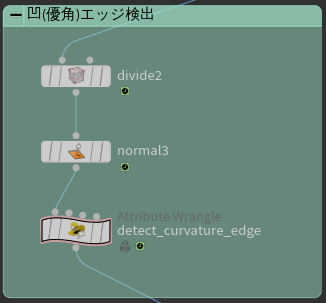 凹(優角)エッジ検出
divide2
normal3
Attribute Wrangle
detect_curvature_edge